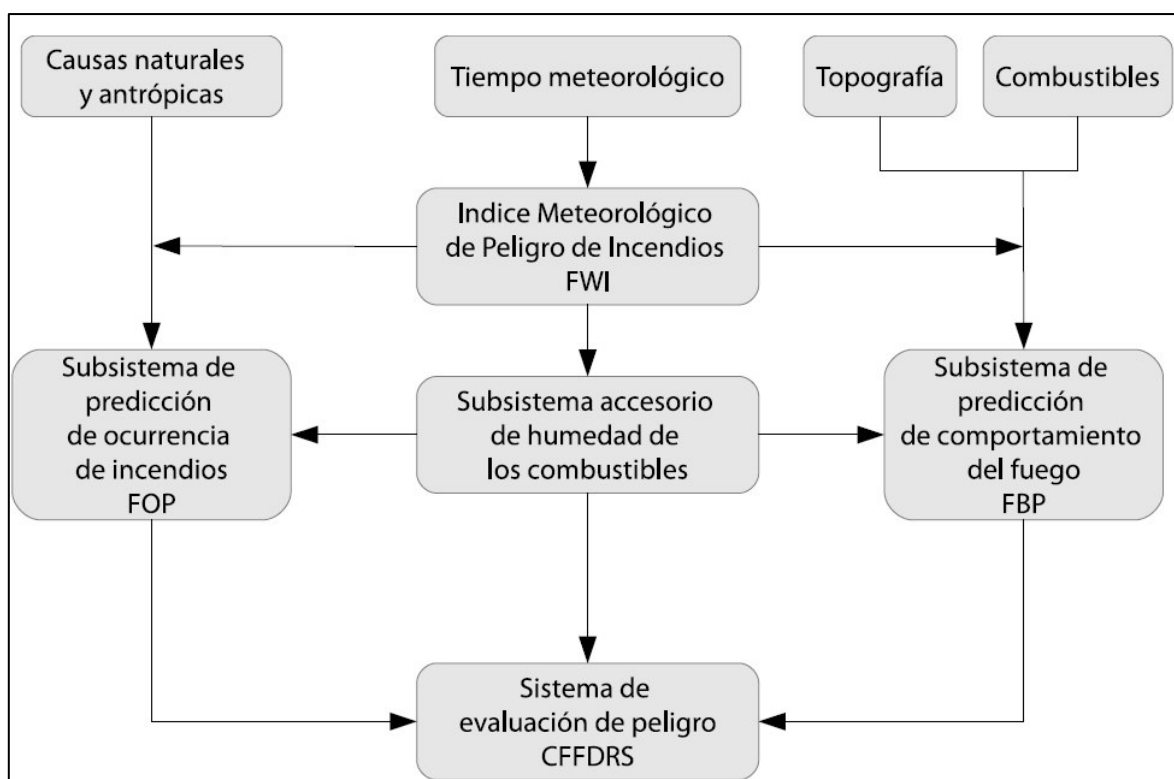 Causas naturales
y antrópicas
Tiempo meteorológico
Topografía
Combustibles
Indice Meteorológico
de Peligro de Incendios
FWI
Subsistema de
predicción
de ocurrencia
de incendios
FOP
Subsistema accesorio
de humedad de
los combustibles
Subsistema de
predicción
de comportamiento
del fuego
FBP
Sistema de
evaluación de peligro
CFFDRS